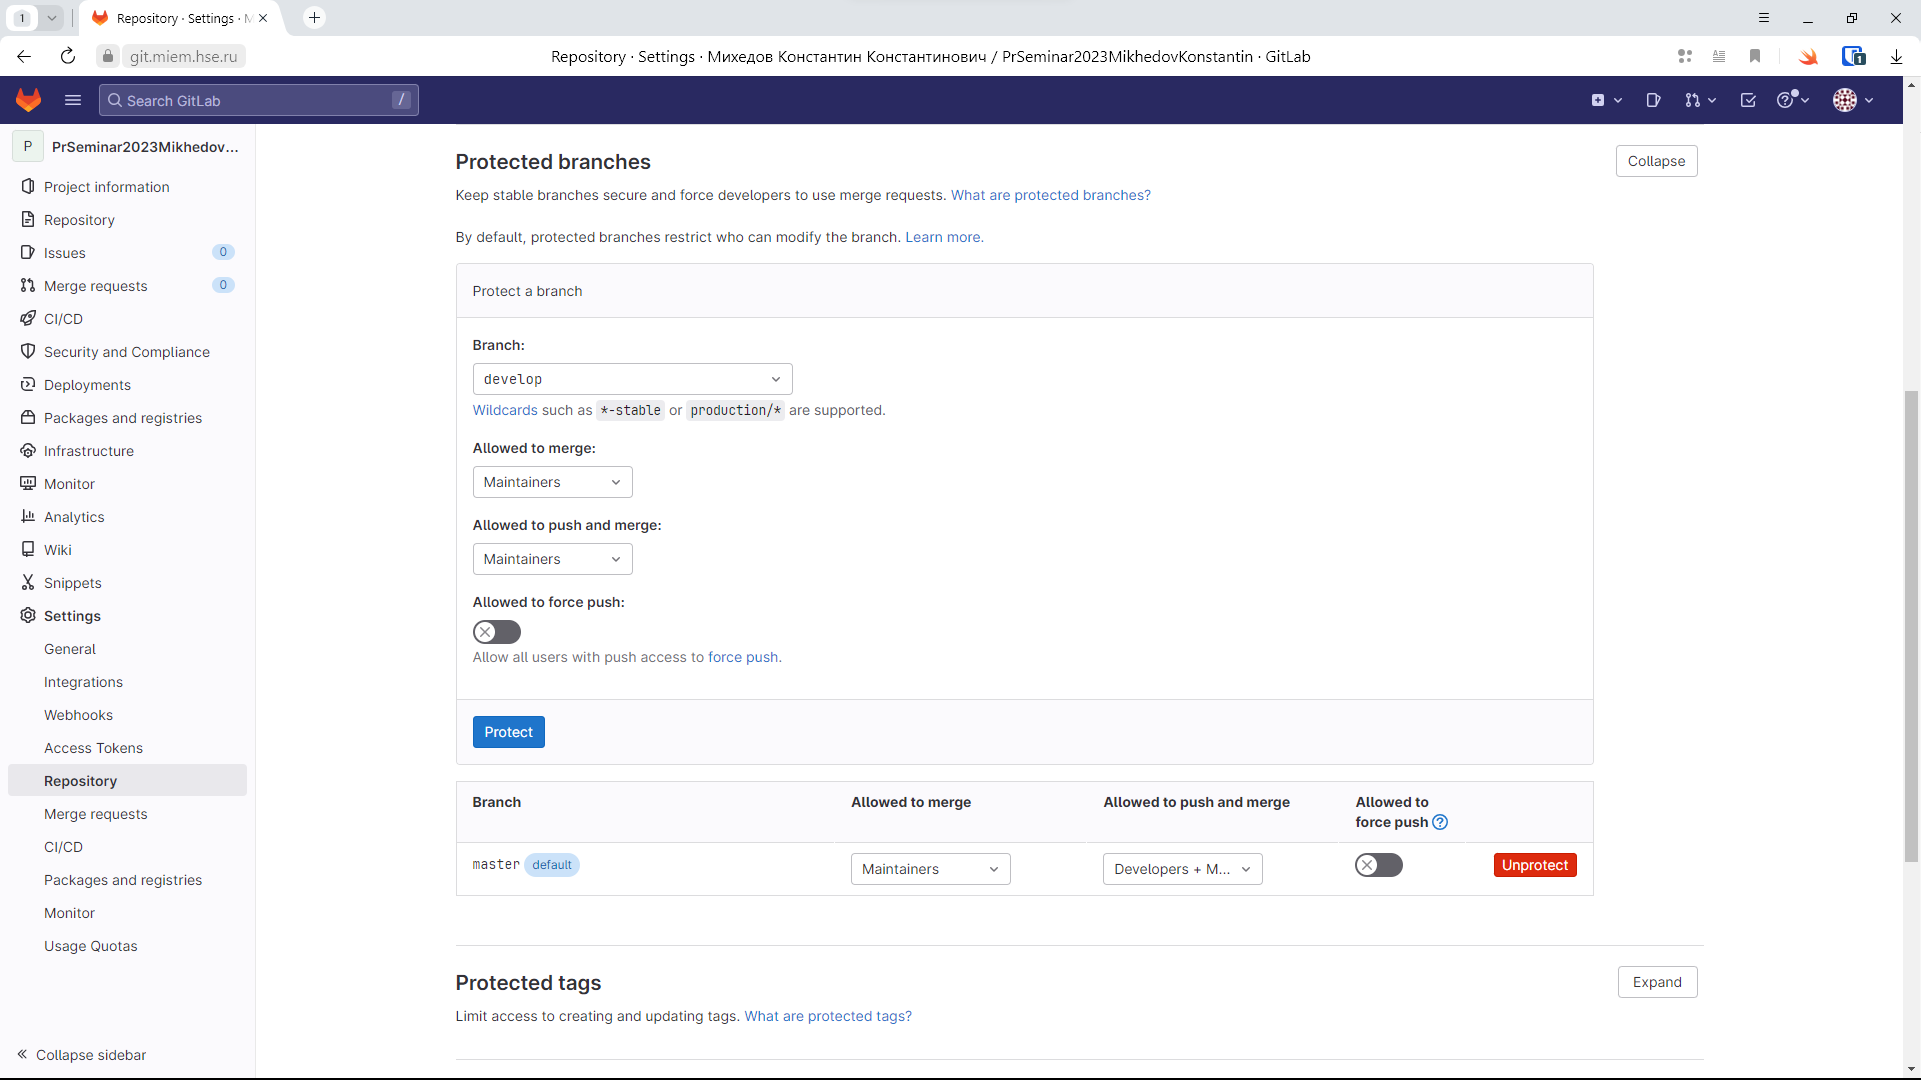 1
Repository · Settings · М
git.miem.hse.ru
Repository · Settings · Михедов Константин Константинович / PrSeminar2023MikhedovKonstantin · GitLab
1
Search GitLab
/
P
PrSeminar2023Mikhedov...
Project information
Repository
Issues
0
Merge requests
0
CI/CD
Security and Compliance
Deployments
Packages and registries
Infrastructure
Monitor
Analytics
Wiki
Snippets
Settings
General
Integrations
Webhooks
Access Tokens
Repository
Merge requests
CI/CD
Packages and registries
Monitor
Usage Quotas
Collapse sidebar
Protected branches
Collapse
Keep stable branches secure and force developers to use merge requests. What are protected branches?
By default, protected branches restrict who can modify the branch. Learn more.
Protect a branch
Branch:
develop
Wildcards such as *-stable or production/* are supported.
Allowed to merge:
Maintainers
Allowed to push and merge:
Maintainers
Allowed to force push:
Allow all users with push access to force push.
Protect
Branch
Allowed to merge
Allowed to push and merge
Allowed to
force push
master default
Maintainers
Developers + M...
Unprotect
Protected tags
Expand
Limit access to creating and updating tags. What are protected tags?